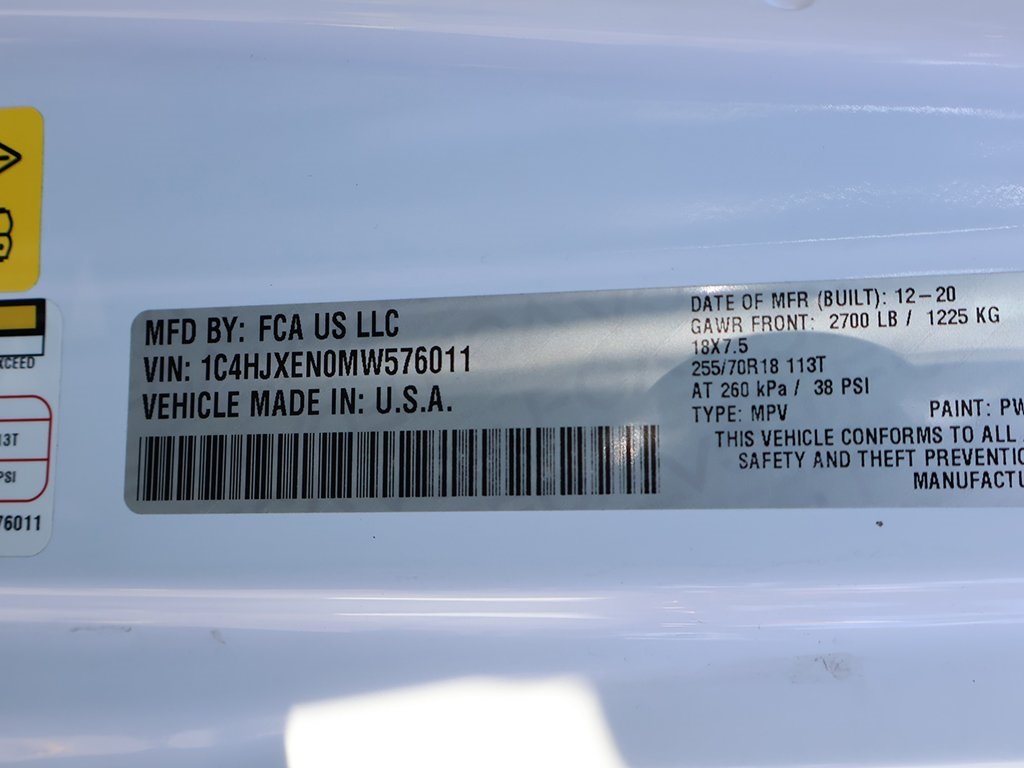 MFD BY: FCA US LLC
VIN: 1C4HJXEN0MW576011
VEHICLE MADE IN: U.S.A.
DATE OF MFR (BUILT): 12-20
GAWR FRONT: 2700 LB / 1225 KG
18X7.5
255/70R18 113T
AT 260 kPa / 38 PSI
TYPE: MPV
PAINT: PW
THIS VEHICLE CONFORMS TO ALL
SAFETY AND THEFT PREVENTIO
MANUFACTU
XCEED
13T
PSI
76011